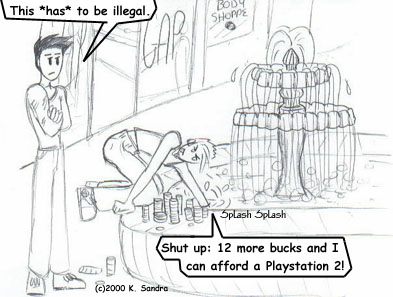 This *has* to be illegal.
BODY
SHOPPE
GAP
Splash Splash
Shut up: 12 more bucks and I
can afford a Playstation 2!
(c)2000 K. Sandra